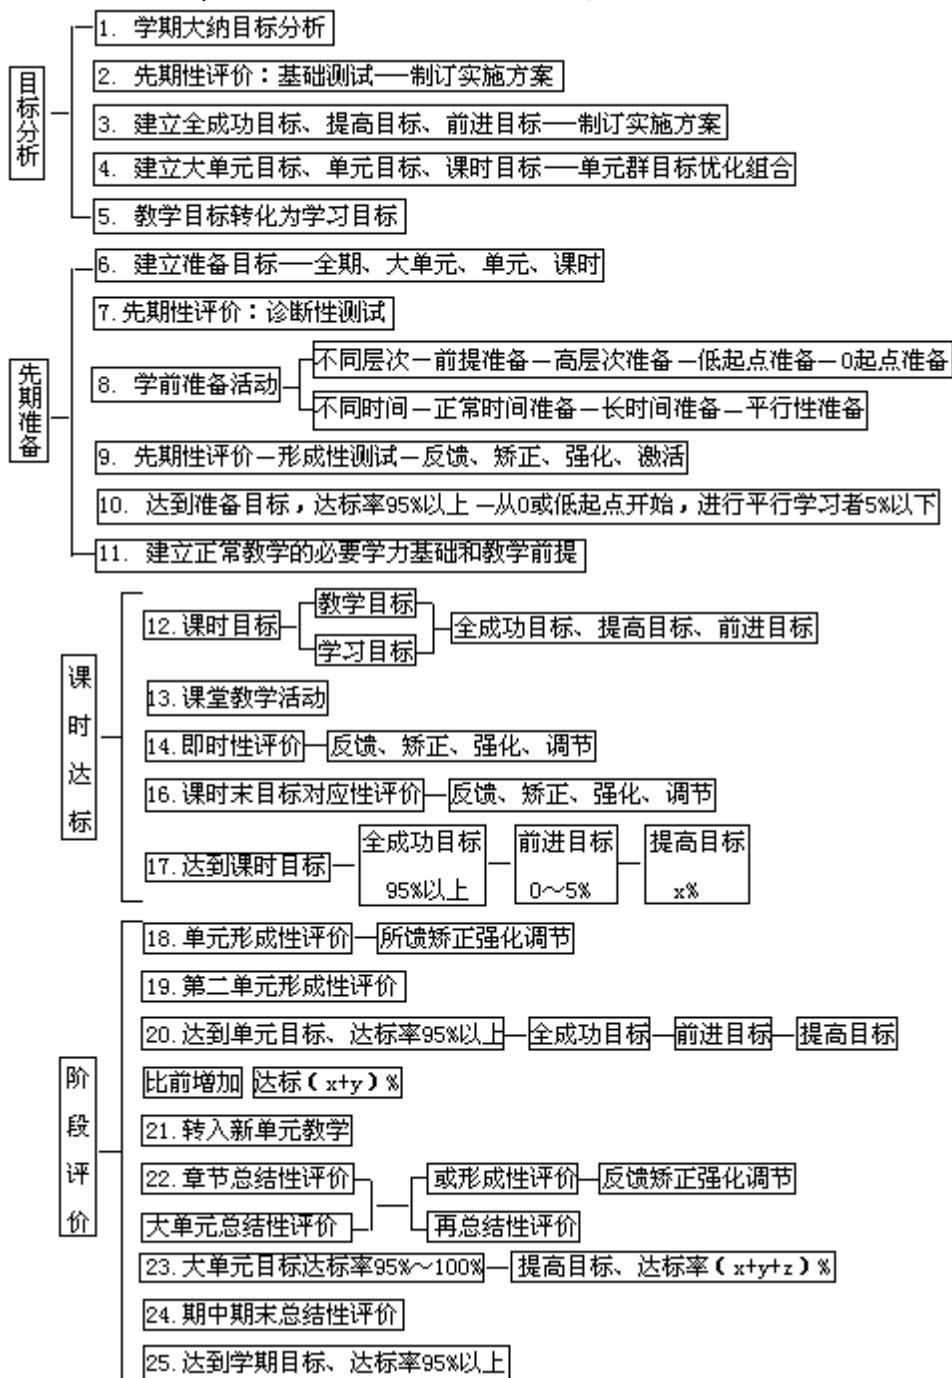 目标分析
1. 学期大纳目标分析
2. 先期性评价：基础测试──制订实施方案
3. 建立全成功目标、提高目标、前进目标──制订实施方案
4. 建立大单元目标、单元目标、课时目标──单元群目标优化组合
5. 教学目标转化为学习目标
先期准备
6. 建立准备目标──全期、大单元、单元、课时
7.先期性评价：诊断性测试
8. 学前准备活动
不同层次—前提准备—高层次准备—低起点准备—0起点准备
不同时间—正常时间准备—长时间准备—平行性准备
9. 先期性评价—形成性测试—反馈、矫正、强化、激活
10. 达到准备目标，达标率95%以上—从0或低起点开始，进行平行学习者5%以下
11. 建立正常教学的必要学力基础和教学前提
课时达标
12.课时目标
教学目标
学习目标
全成功目标、提高目标、前进目标
13.课堂教学活动
14.即时性评价 反馈、矫正、强化、调节
16.课时末目标对应性评价 反馈、矫正、强化、调节
17.达到课时目标
全成功目标 前进目标 提高目标
95%以上 0～5% x%
阶段评价
18.单元形成性评价 所馈矫正强化调节
19.第二单元形成性评价
20.达到单元目标、达标率95%以上 全成功目标 前进目标 提高目标
比前增加 达标（x+y）%
21.转入新单元教学
22.章节总结性评价 或形成性评价 反馈矫正强化调节
大单元总结性评价 再总结性评价
23.大单元目标达标率95%～100% 提高目标、达标率（x+y+z）%
24.期中期末总结性评价
25.达到学期目标、达标率95%以上